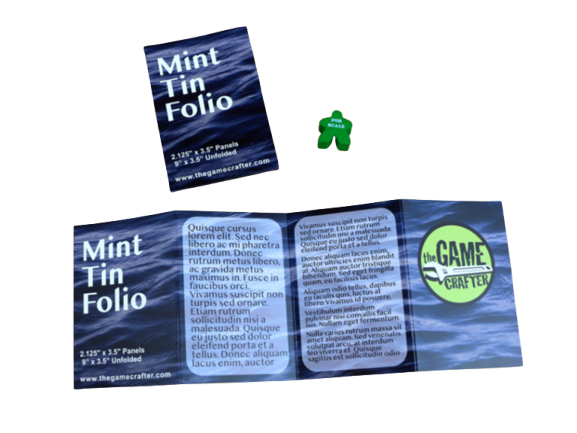 Mint
Tin
Folio
2.125" x 3.5" Panels
9" x 3.5" Unfolded
www.thegamecrafter.com
FOR
SCALE
Mint
Tin
Folio
2.125" x 3.5" Panels
9" x 3.5" Unfolded
www.thegamecrafter.com
Quisque cursus
lorem elit. Sed nec
libero ac mi pharetra
interdum. Donec
rutrum metus libero,
ac gravida metus
maximus in. Fusce in
faucibus orci.
Vivamus suscipit non
turpis sed ornare.
Etiam rutrum
sollicitudin nisi a
malesuada. Quisque
eu justo sed dolor
eleifend porta et a
tellus. Donec aliquam
lacus enim, auctor
Vivamus suscipit non turpis
sed ornare. Etiam rutrum
sollicitudin nisi a malesuada.
Quisque eu justo sed dolor
eleifend porta et a tellus.
Donec aliquam lacus enim,
auctor ultricies enim blandit
at. Aliquam auctor tristique
bibendum. Sed eget fringilla
quam, eu facilisis lacus.
Aliquam odio tellus, dapibus
eu iaculis quis, luctus at
libero. Vivamus id posuere.
Vestibulum interdum
pulvinar nisi convallis facil
isis. Nullam eget fermentum
Nulla varius rutrum massa sit
amet aliquam. Sed venenatis
volutpat arcu, at interdum
leo viverra et. Quisque
sagittis est sollicitudin odio
the GAME
CRAFTER